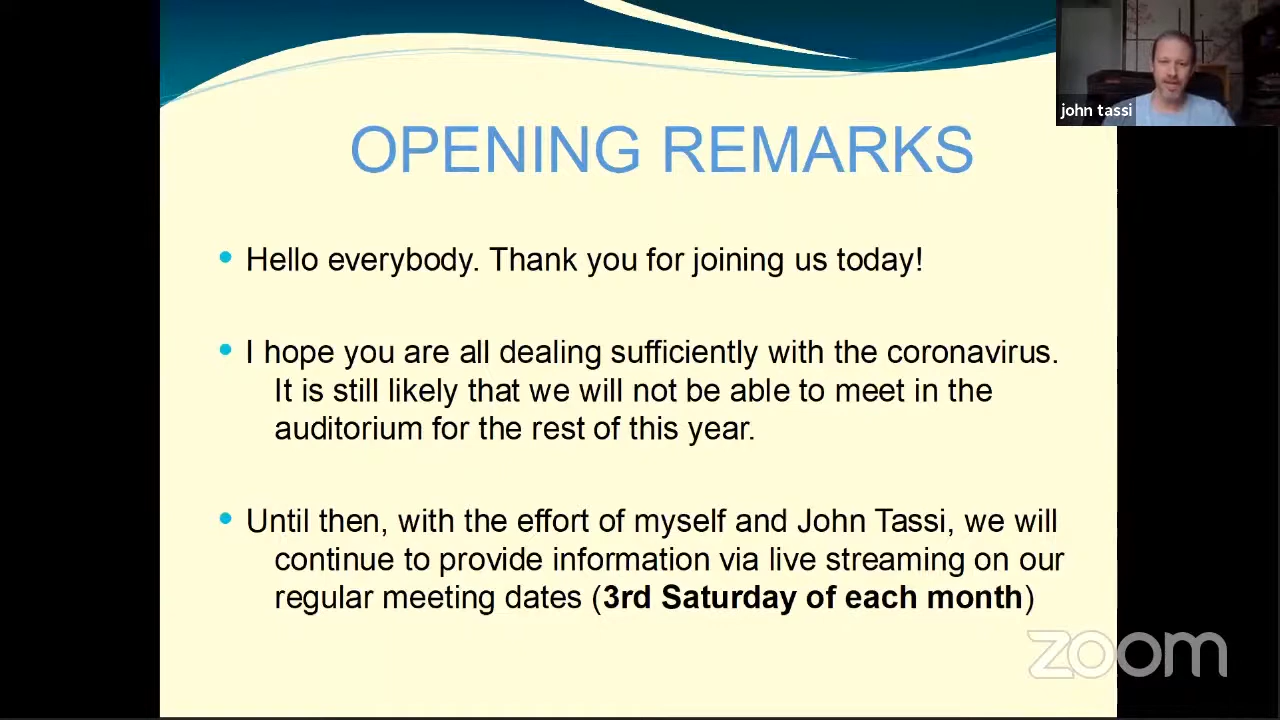 john tassi
OPENING REMARKS
• Hello everybody. Thank you for joining us today!
• I hope you are all dealing sufficiently with the coronavirus.
It is still likely that we will not be able to meet in the
auditorium for the rest of this year.
• Until then, with the effort of myself and John Tassi, we will
continue to provide information via live streaming on our
regular meeting dates (3rd Saturday of each month)
zoom